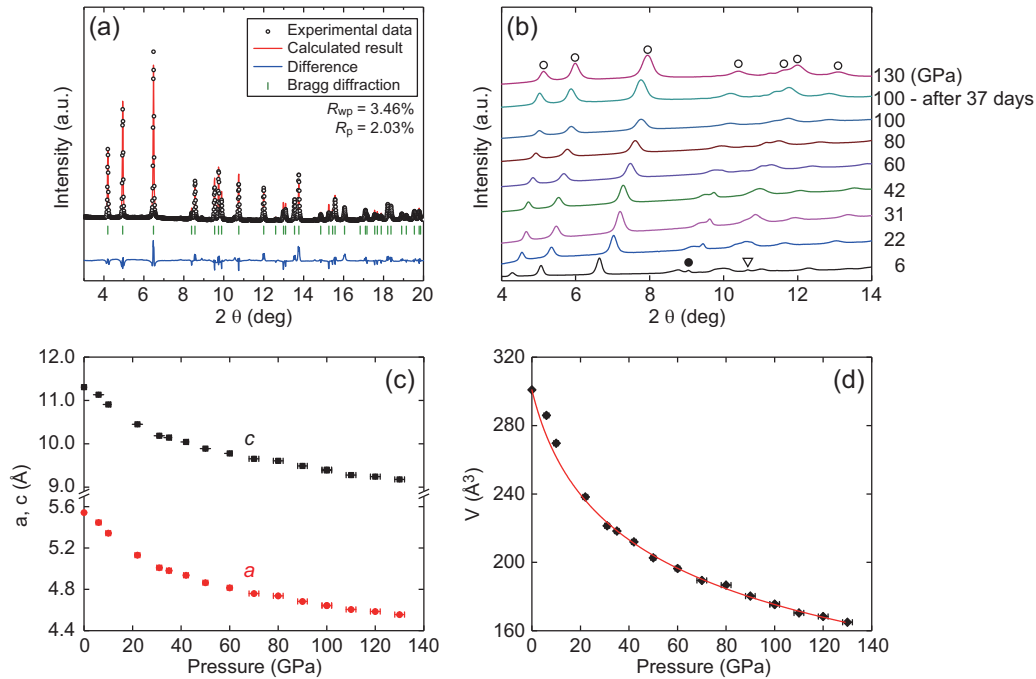 (a)
Experimental data
Calculated result
Difference
Bragg diffraction
Rwp = 3.46%
Rp = 2.03%
Intensity (a.u.)
4 6 8 10 12 14 16 18 20
2 θ (deg)
(b)
130 (GPa)
100 - after 37 days
100
80
60
42
31
22
6
Intensity (a.u.)
4 6 8 10 12 14
2 θ (deg)
(c)
12.0
11.0
10.0
9.0
5.6
5.2
4.8
4.4
a, c (Å)
c
a
0 20 40 60 80 100 120 140
Pressure (GPa)
(d)
300
280
240
200
160
V (Å³)
0 20 40 60 80 100 120 140
Pressure (GPa)